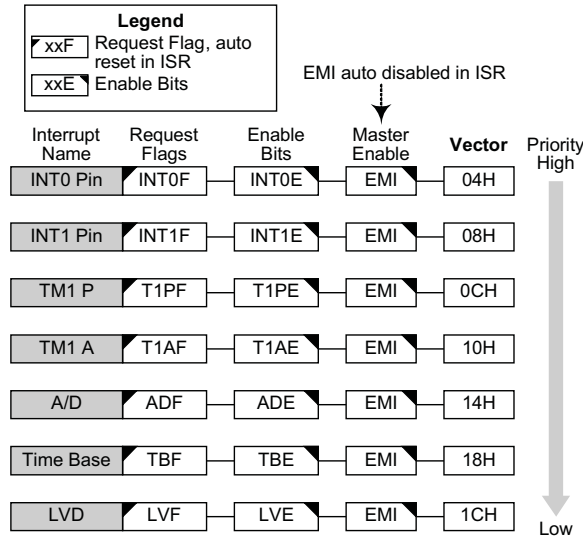 Legend
xxF Request Flag, auto
reset in ISR
xxE Enable Bits
EMI auto disabled in ISR
Interrupt
Name
Request
Flags
Enable
Bits
Master
Enable
Vector
Priority
High
INT0 Pin INT0F INT0E EMI 04H
INT1 Pin INT1F INT1E EMI 08H
TM1 P T1PF T1PE EMI 0CH
TM1 A T1AF T1AE EMI 10H
A/D ADF ADE EMI 14H
Time Base TBF TBE EMI 18H
LVD LVF LVE EMI 1CH
Low